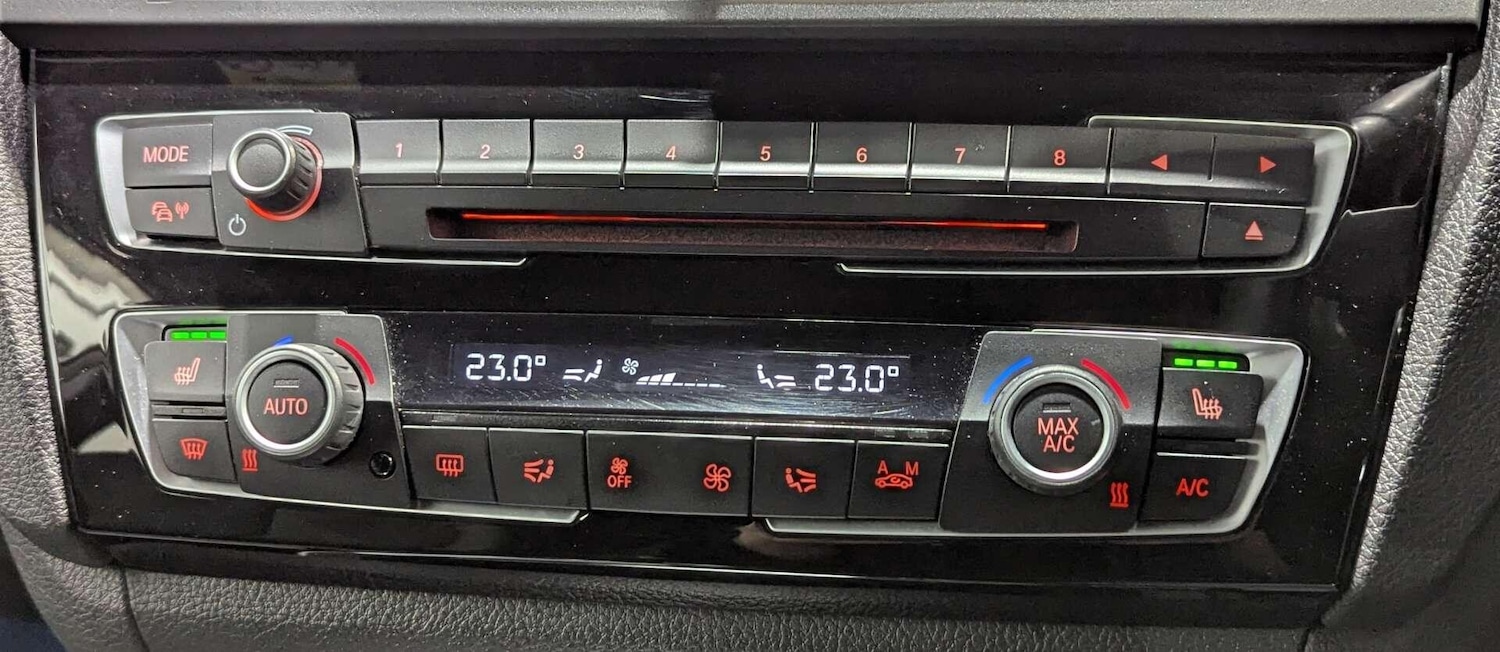 MODE 1 2 3 4 5 6 7 8
23.0° 23.0°
AUTO
MAX
A/C
A M
OFF
A/C